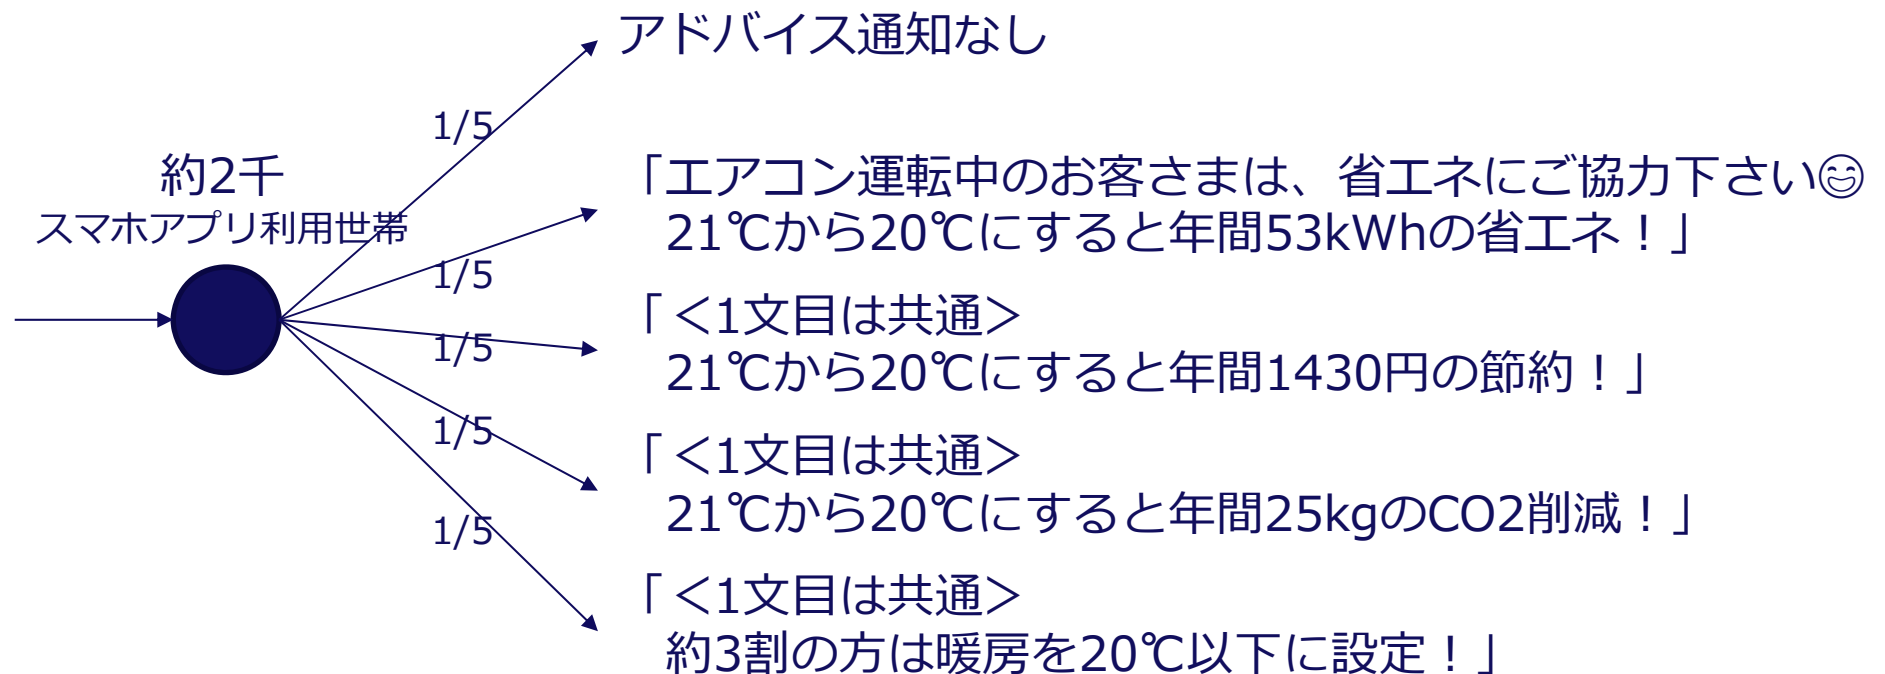 アドバイス通知なし
1/5
約2千
スマホアプリ利用世帯
「エアコン運転中のお客さまは、省エネにご協力下さい😄
21℃から20℃にすると年間53kWhの省エネ！」
1/5
「<1文目は共通>
21℃から20℃にすると年間1430円の節約！」
1/5
「<1文目は共通>
21℃から20℃にすると年間25kgのCO2削減！」
1/5
「<1文目は共通>
約3割の方は暖房を20℃以下に設定！」
1/5